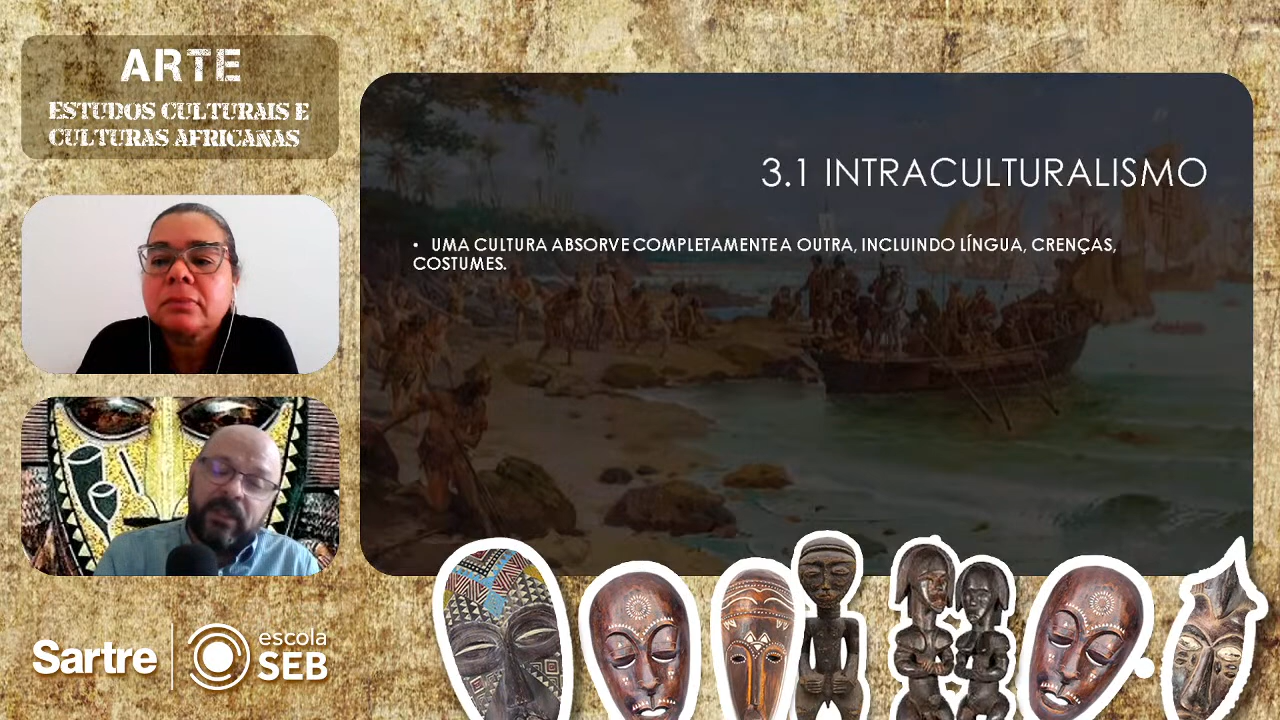 ARTE
ESTUDOS CULTURAIS E
CULTURAS AFRICANAS
3.1 INTRACULTURALISMO
• UMA CULTURA ABSORVE COMPLETAMENTE A OUTRA, INCLUINDO LÍNGUA, CRENÇAS,
COSTUMES.
Sartre
escola
SEB